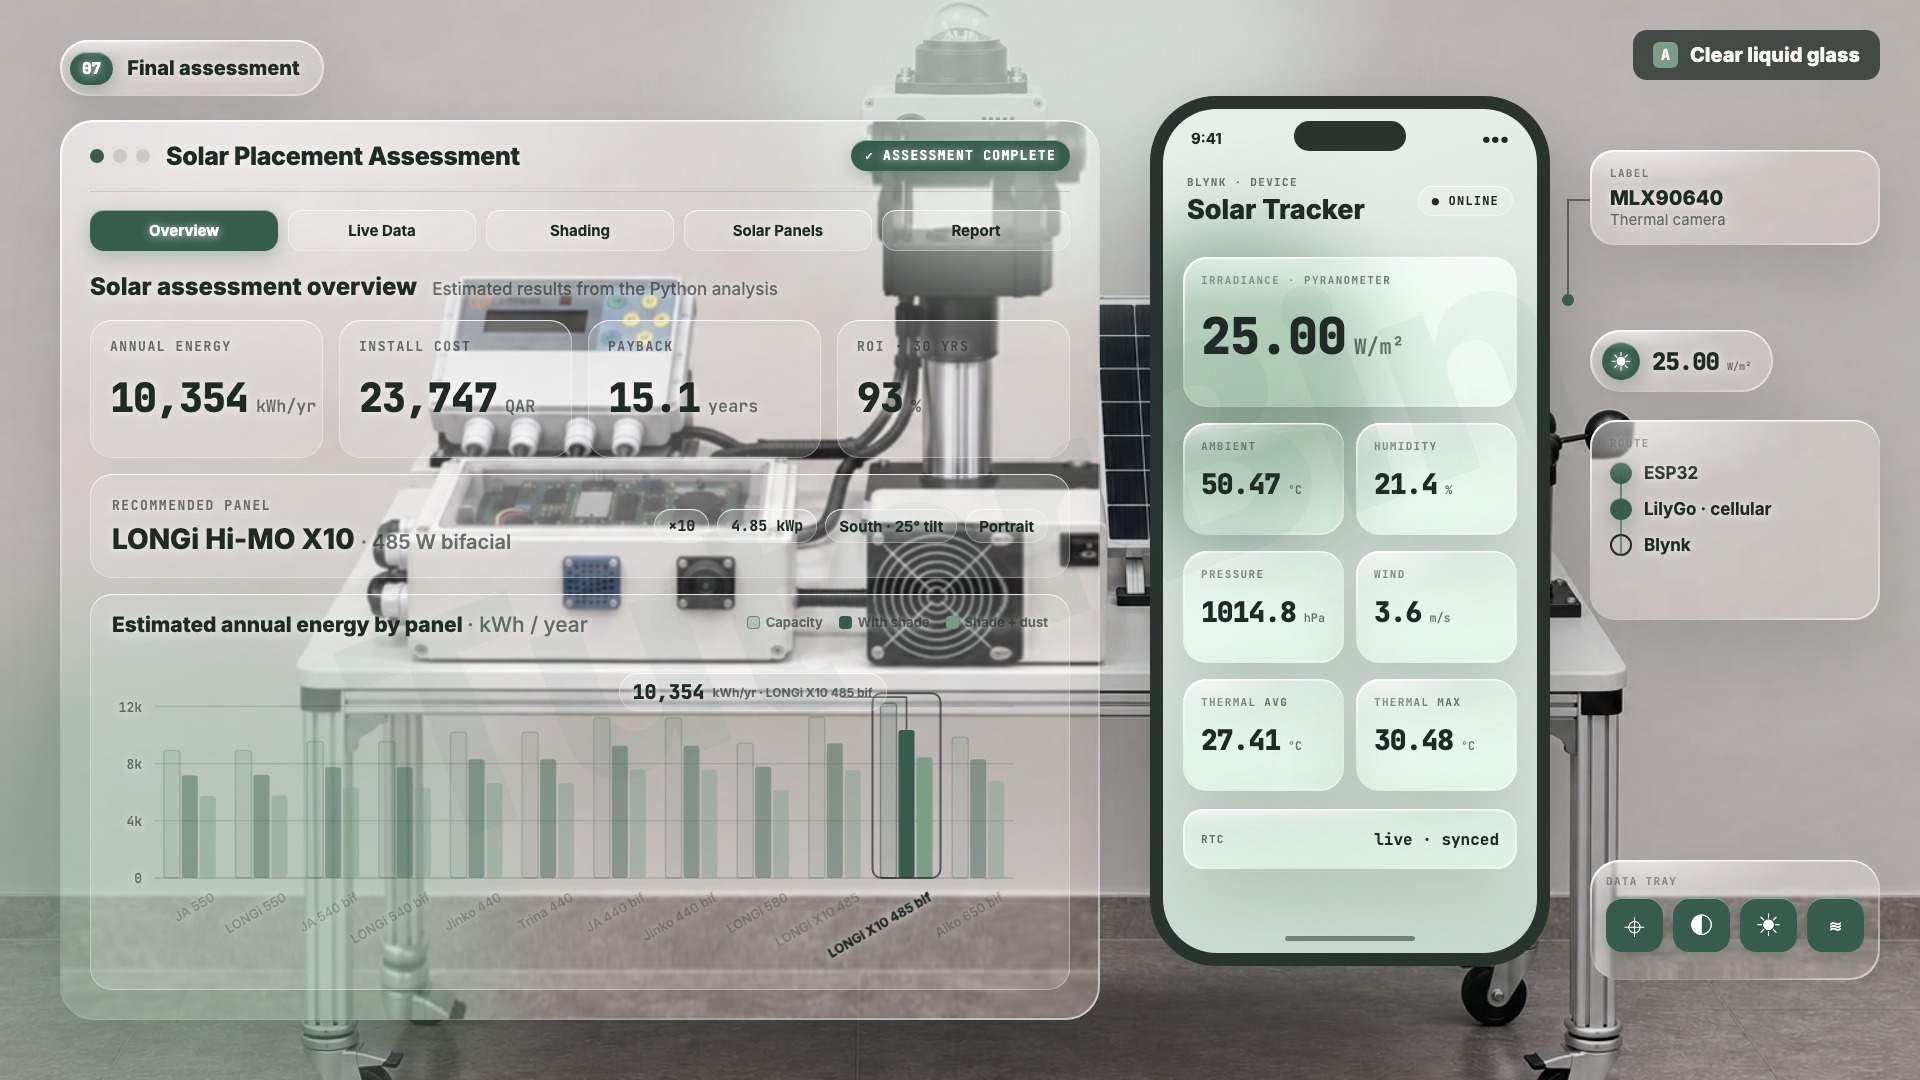 07 Final assessment
A Clear liquid glass
Solar Placement Assessment
✓ ASSESSMENT COMPLETE
Overview
Live Data
Shading
Solar Panels
Report
Solar assessment overview Estimated results from the Python analysis
ANNUAL ENERGY
10,354 kWh/yr
INSTALL COST
23,747 QAR
PAYBACK
15.1 years
ROI · 30 YRS
93 %
RECOMMENDED PANEL
LONGi Hi-MO X10 · 485 W bifacial
×10
4.85 kWp
South · 25° tilt
Portrait
Estimated annual energy by panel · kWh / year
Capacity
With shade
Shade + dust
10,354 kWh/yr · LONGi X10 485 bif
12k
8k
4k
0
JA 550
LONGi 550
JA 540 bif
LONGi 540 bif
Jinko 440
Trina 440
JA 440 bif
Jinko 440 bif
LONGi 580
LONGi X10 485
LONGi X10 485 bif
Aiko 650 bif
9:41
BLYNK · DEVICE
Solar Tracker
● ONLINE
IRRADIANCE · PYRANOMETER
25.00 W/m²
AMBIENT
50.47 °C
HUMIDITY
21.4 %
PRESSURE
1014.8 hPa
WIND
3.6 m/s
THERMAL AVG
27.41 °C
THERMAL MAX
30.48 °C
RTC
live · synced
LABEL
MLX90640
Thermal camera
25.00 W/m²
ROUTE
ESP32
LilyGo · cellular
Blynk
DATA TRAY